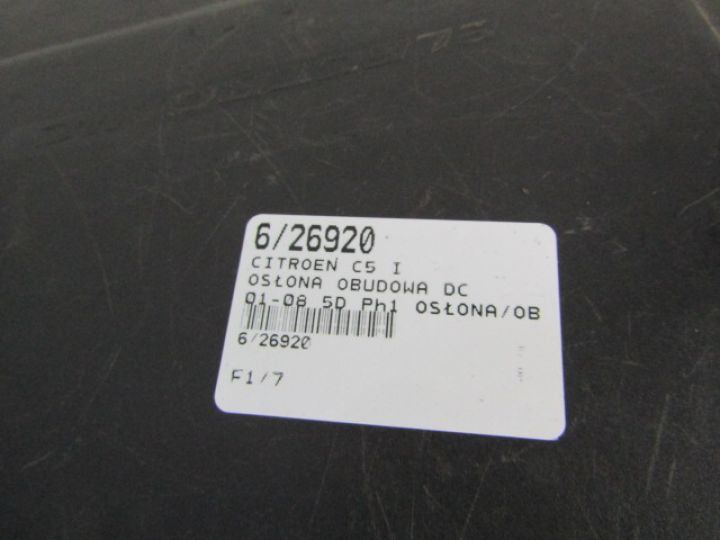 6/26920
CITROEN C5 I
OSŁONA OBUDOWA DC
01-08 5D Ph1 OSŁONA/OB
6/26920
F1/7